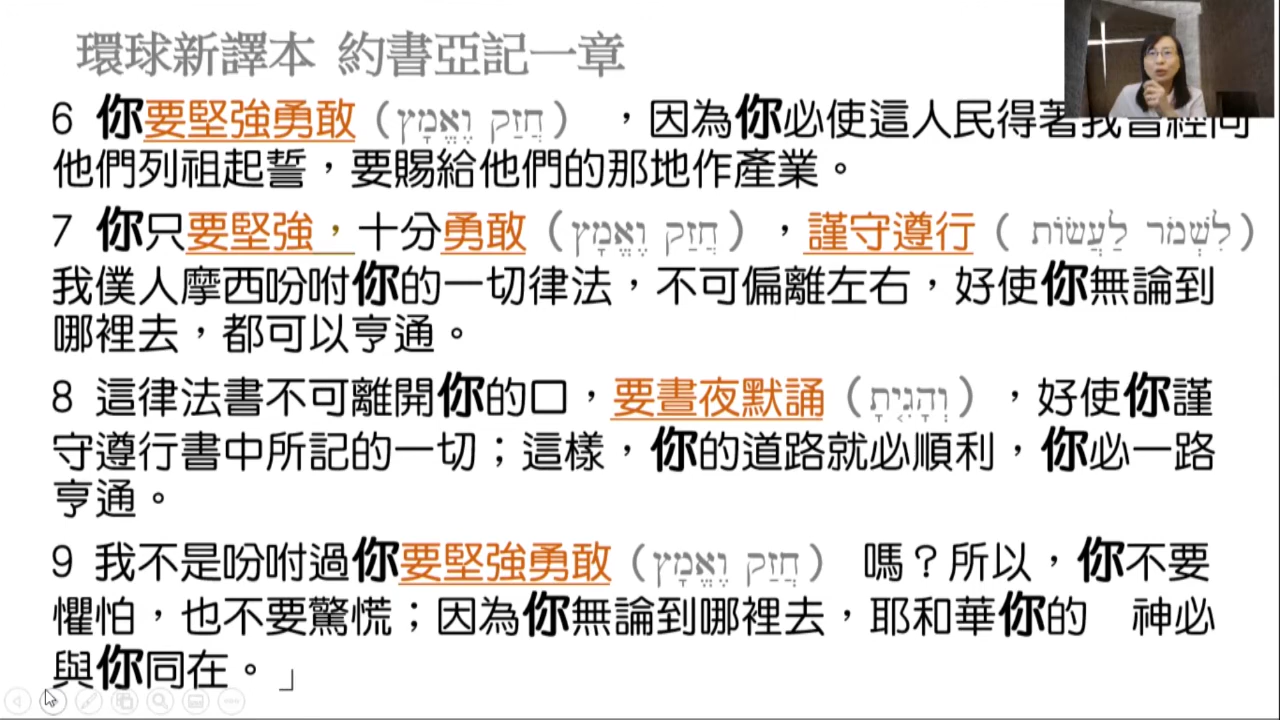 環球新譯本 約書亞記一章
6 你要堅強勇敢（חֲזַק וֶאֱמָץ），因為你必使這人民得著我曾經向
他們列祖起誓，要賜給他們的那地作產業。
7 你只要堅強，十分勇敢（חֲזַק וֶאֱמָץ），謹守遵行（לִשְׁמֹר לַעֲשׂוֹת）
我僕人摩西吩咐你的一切律法，不可偏離左右，好使你無論到
哪裡去，都可以亨通。
8 這律法書不可離開你的口，要晝夜默誦（וְהָגִיתָ），好使你謹
守遵行書中所記的一切；這樣，你的道路就必順利，你必一路
亨通。
9 我不是吩咐過你要堅強勇敢（חֲזַק וֶאֱמָץ） 嗎？所以，你不要
懼怕，也不要驚慌；因為你無論到哪裡去，耶和華你的　神必
與你同在。」